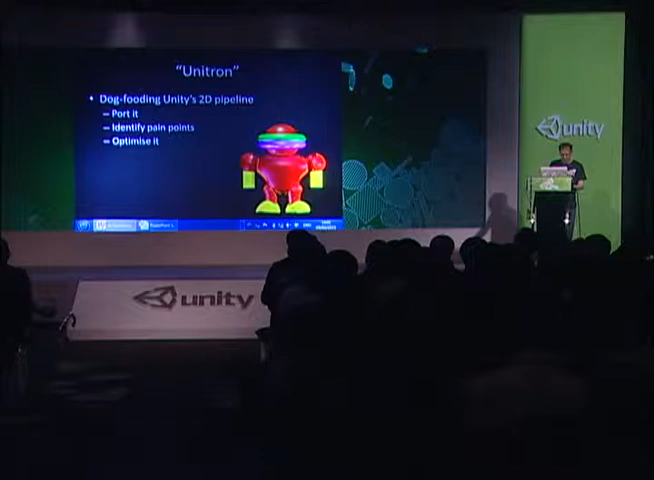 "Unitron"
• Dog-fooding Unity's 2D pipeline
– Port it
– Identify pain points
– Optimise it
unity
unity